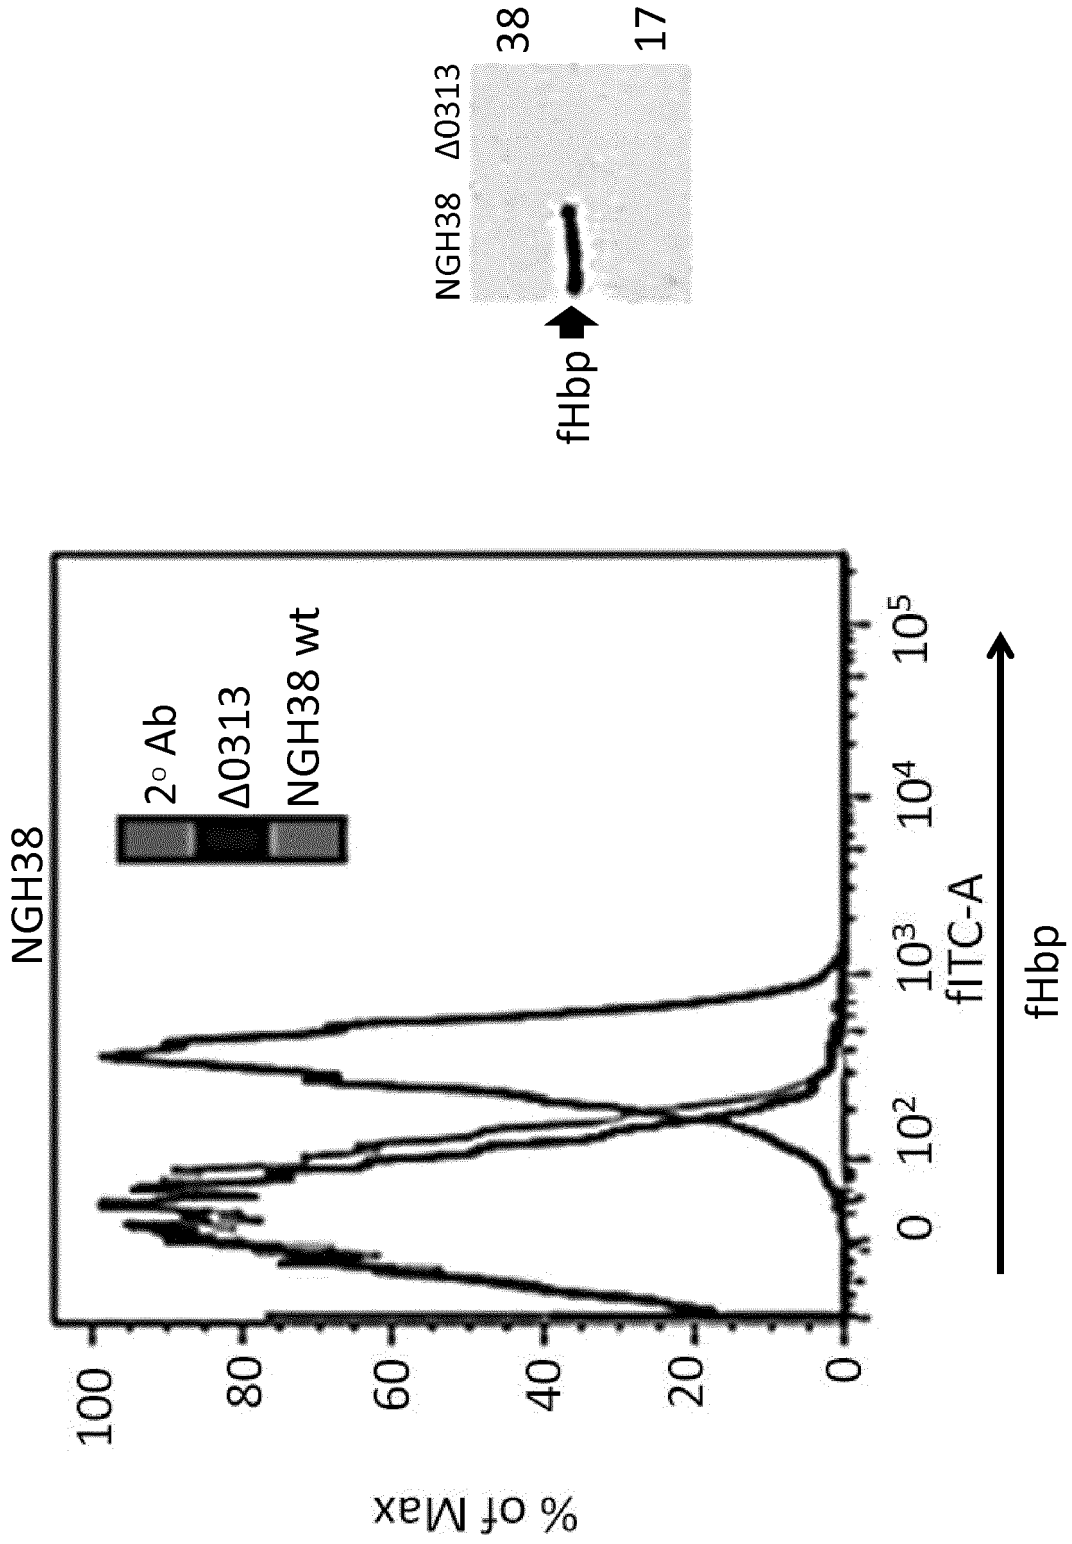 NGH38
2° Ab
Δ0313
NGH38 wt
% of Max
100
80
60
40
20
0
0
10²
10³
10⁴
10⁵
fITC-A
fHbp
NGH38 Δ0313
38
17
fHbp